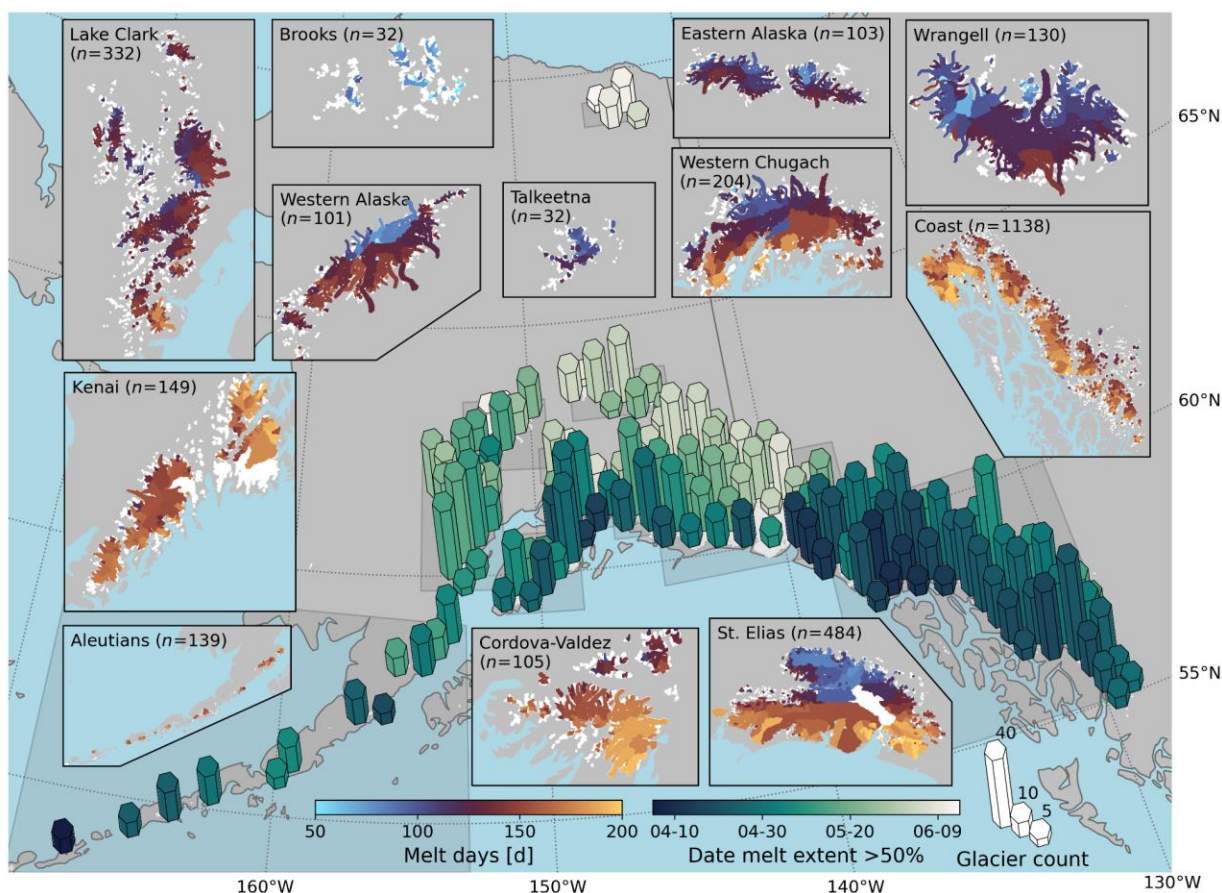 Lake Clark
(n=332)
Brooks (n=32)
Eastern Alaska (n=103)
Wrangell (n=130)
65°N
Western Alaska
(n=101)
Talkeetna
(n=32)
Western Chugach
(n=204)
Coast (n=1138)
Kenai (n=149)
60°N
Aleutians (n=139)
Cordova-Valdez
(n=105)
St. Elias (n=484)
55°N
40
10
5
50 100 150 200
Melt days [d]
04-10 04-30 05-20 06-09
Date melt extent >50%
Glacier count
160°W 150°W 140°W 130°W